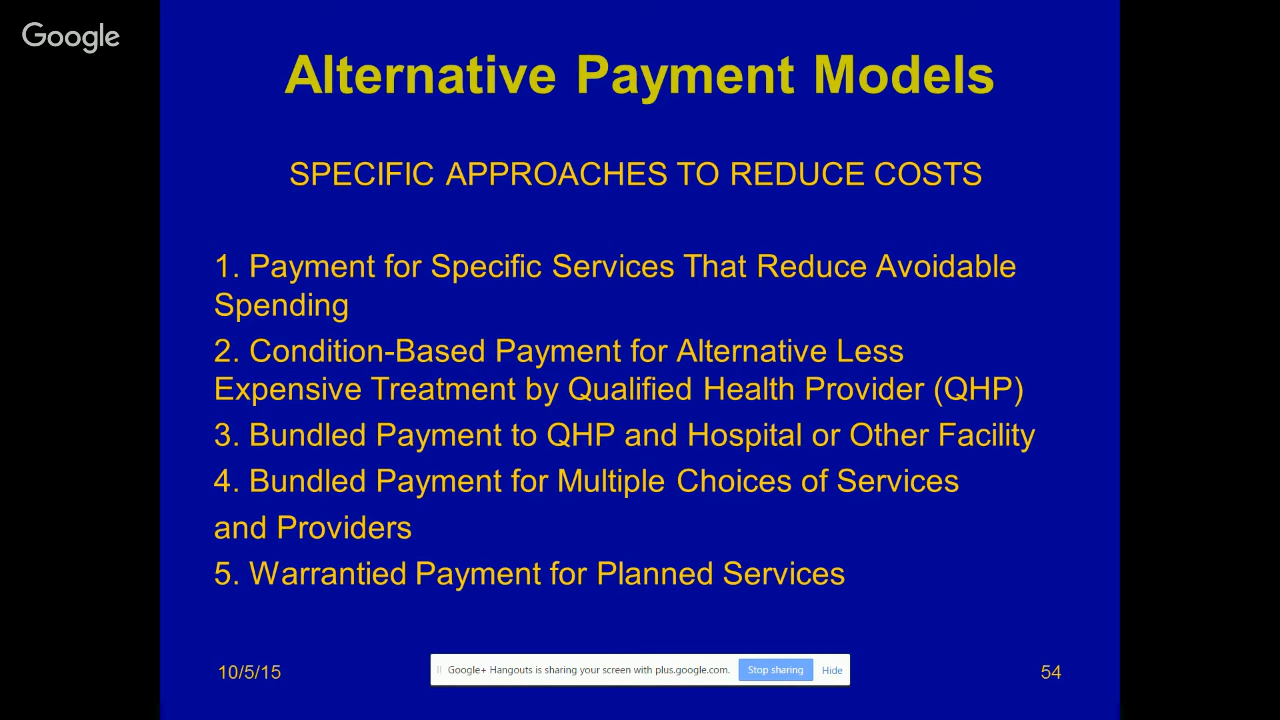 Google
Alternative Payment Models
SPECIFIC APPROACHES TO REDUCE COSTS
1. Payment for Specific Services That Reduce Avoidable
Spending
2. Condition-Based Payment for Alternative Less
Expensive Treatment by Qualified Health Provider (QHP)
3. Bundled Payment to QHP and Hospital or Other Facility
4. Bundled Payment for Multiple Choices of Services
and Providers
5. Warrantied Payment for Planned Services
10/5/15
Google+ Hangouts is sharing your screen with plus.google.com. Stop sharing Hide
54